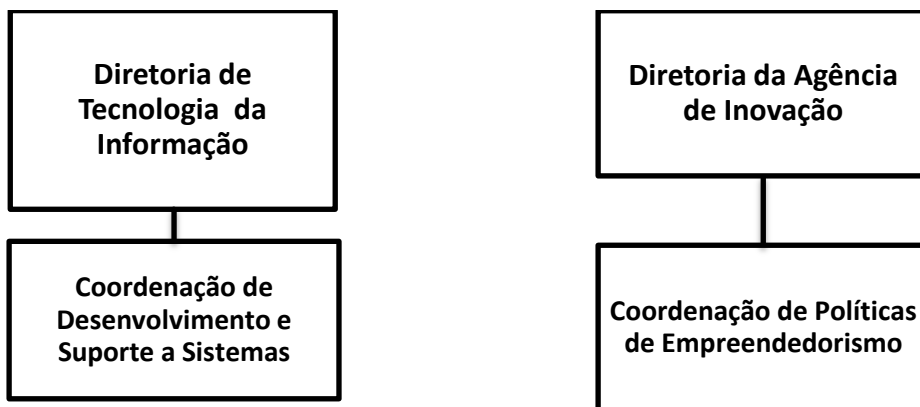 Diretoria de
Tecnologia da
Informação
Diretoria da Agência
de Inovação
Coordenação de
Desenvolvimento e
Suporte a Sistemas
Coordenação de Políticas
de Empreendedorismo